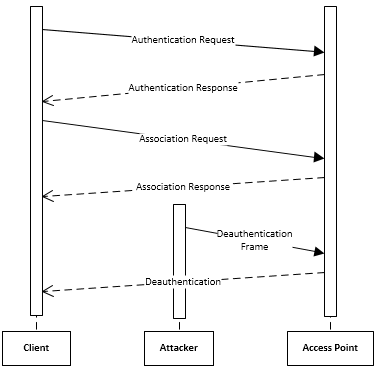 Authentication Request
Authentication Response
Association Request
Association Response
Deauthentication
Frame
Deauthentication
Client
Attacker
Access Point